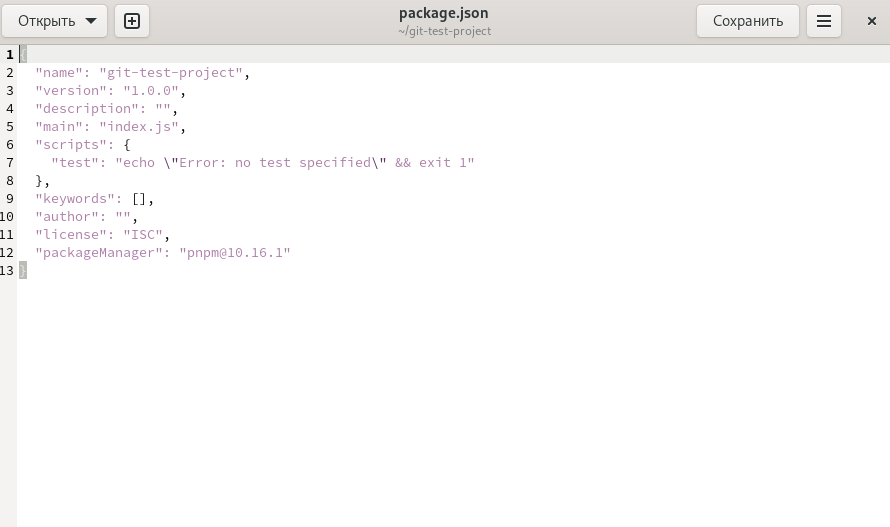 Открыть
package.json
~/git-test-project
Сохранить
1 {
2   "name": "git-test-project",
3   "version": "1.0.0",
4   "description": "",
5   "main": "index.js",
6   "scripts": {
7     "test": "echo \"Error: no test specified\" && exit 1"
8   },
9   "keywords": [],
10   "author": "",
11   "license": "ISC",
12   "packageManager": "pnpm@10.16.1"
13 }